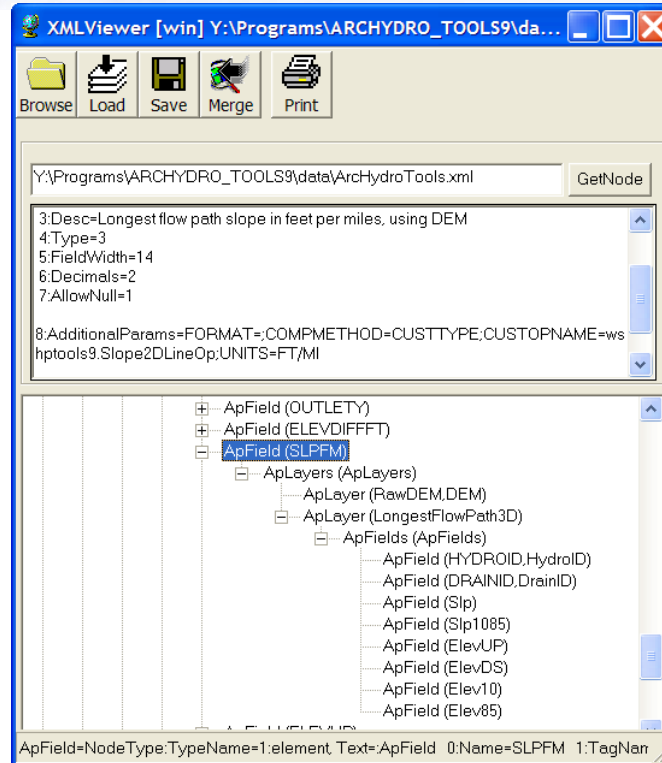 XMLViewer [win] Y:\Programs\ARCHYDRO_TOOLS9\da...
Browse Load Save Merge Print
Y:\Programs\ARCHYDRO_TOOLS9\data\ArcHydroTools.xml GetNode
3:Desc=Longest flow path slope in feet per miles, using DEM
4:Type=3
5:FieldWidth=14
6:Decimals=2
7:AllowNull=1
8:AdditionalParams=FORMAT=;COMPMETHOD=CUSTTYPE;CUSTOPNAME=ws
hptools9.Slope2DLineOp;UNITS=FT/MI
ApField (OUTLETY)
ApField (ELEVDIFFFT)
ApField (SLPFM)
ApLayers (ApLayers)
ApLayer (RawDEM,DEM)
ApLayer (LongestFlowPath3D)
ApFields (ApFields)
ApField (HYDROID,HydroID)
ApField (DRAINID,DrainID)
ApField (Slp)
ApField (Slp1085)
ApField (ElevUP)
ApField (ElevDS)
ApField (Elev10)
ApField (Elev85)
ApField=NodeType:TypeName=1:element, Text=:ApField 0:Name=SLPFM 1:TagNam